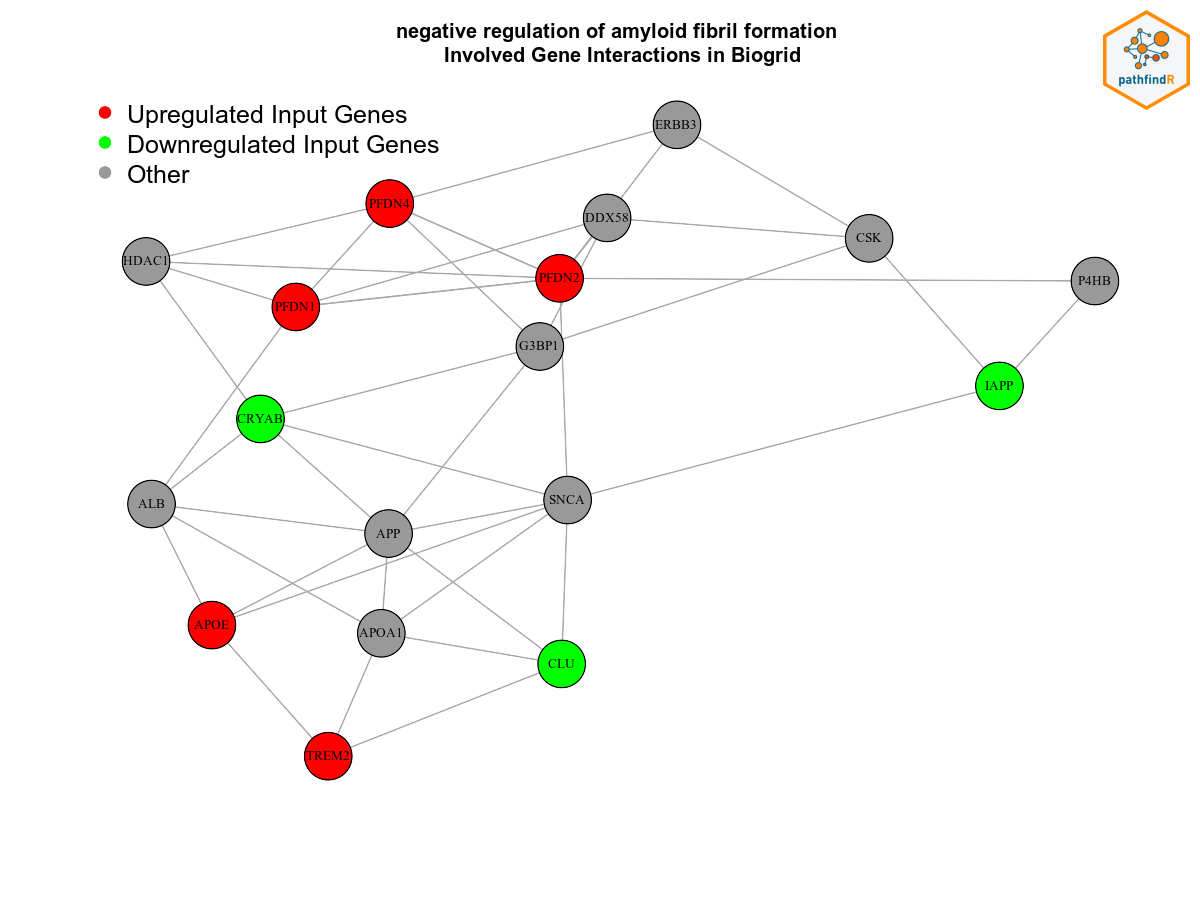 negative regulation of amyloid fibril formation
Involved Gene Interactions in Biogrid
pathfindR
Upregulated Input Genes
Downregulated Input Genes
Other
ERBB3
PFDN4
DDX58
CSK
HDAC1
PFDN2
P4HB
PFDN1
G3BP1
IAPP
CRYAB
ALB
SNCA
APP
APOE
APOA1
CLU
TREM2